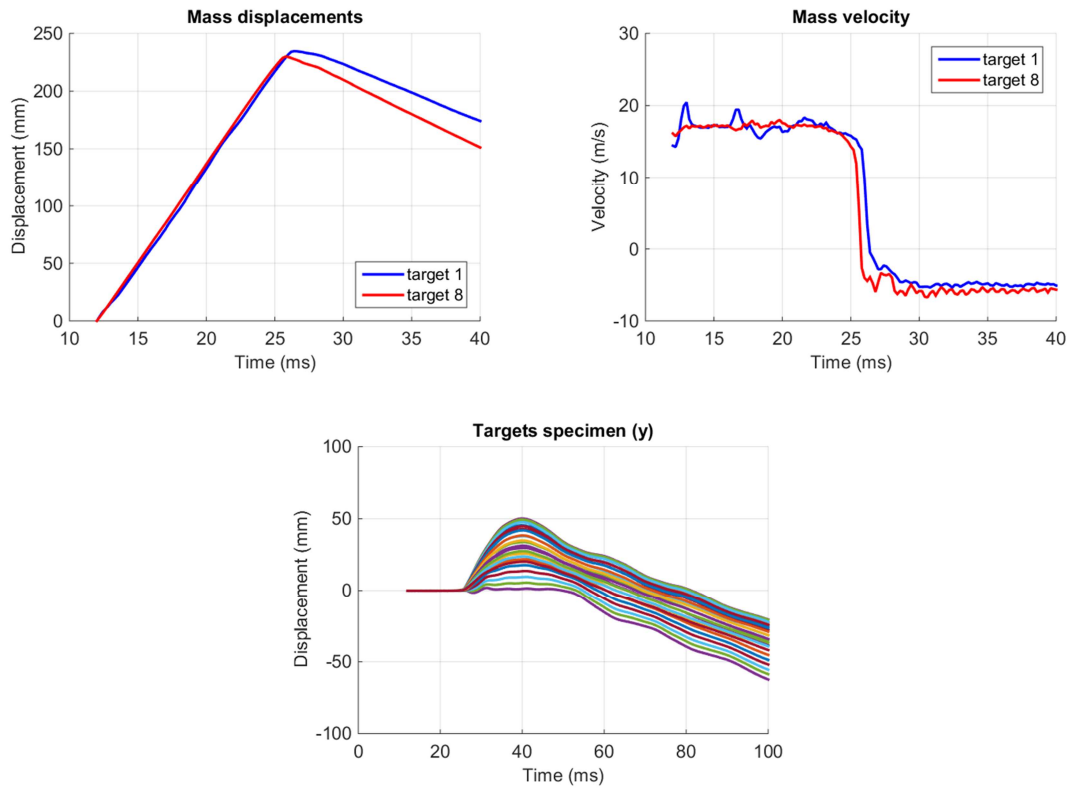 Mass displacements
250
200
150
100
50
0
Displacement (mm)
target 1
target 8
10 15 20 25 30 35 40
Time (ms)
Mass velocity
30
20
10
0
-10
Velocity (m/s)
target 1
target 8
10 15 20 25 30 35 40
Time (ms)
Targets specimen (y)
100
50
0
-50
-100
Displacement (mm)
0 20 40 60 80 100
Time (ms)